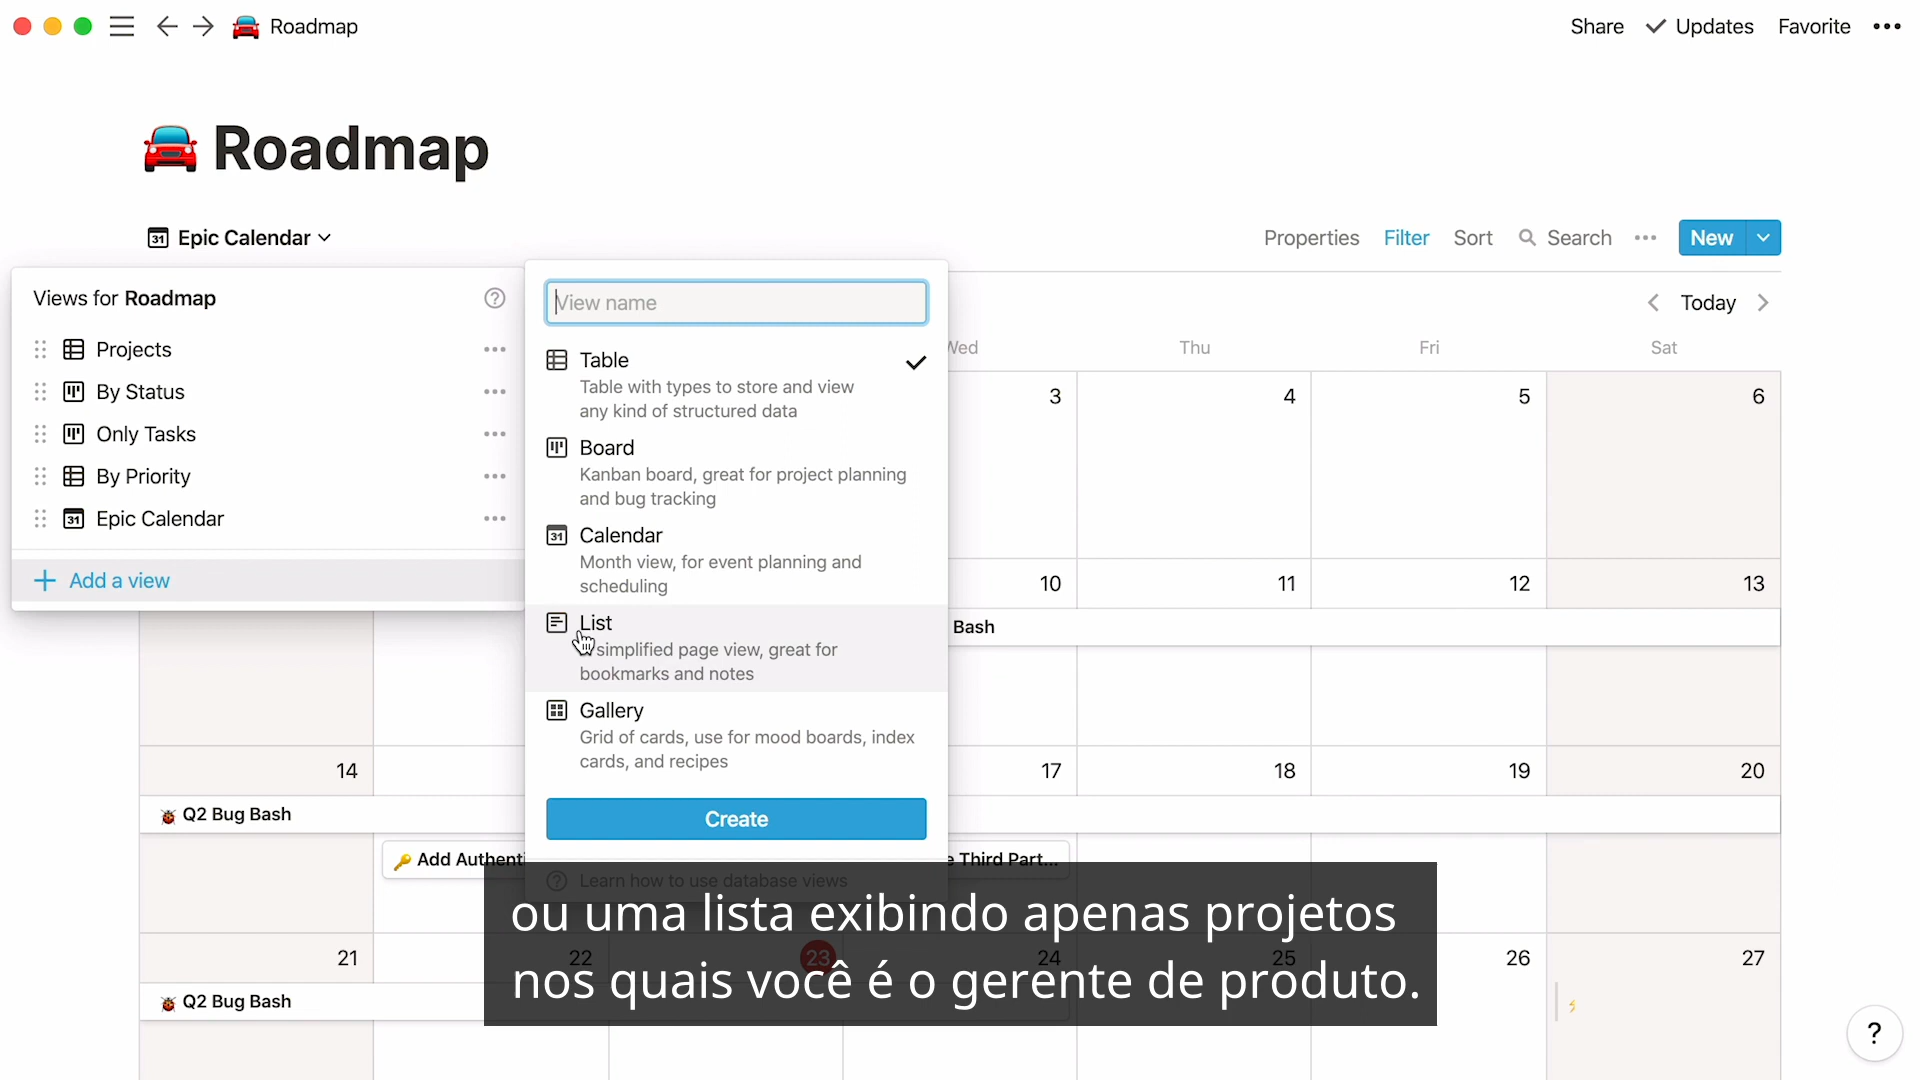 Roadmap
Share
Updates
Favorite
Roadmap
31 Epic Calendar
Properties
Filter
Sort
Search
New
Views for Roadmap
Projects
By Status
Only Tasks
By Priority
31 Epic Calendar
Add a view
View name
Table
Table with types to store and view
any kind of structured data
Board
Kanban board, great for project planning
and bug tracking
31 Calendar
Month view, for event planning and
scheduling
List
simplified page view, great for
bookmarks and notes
Gallery
Grid of cards, use for mood boards, index
cards, and recipes
Create
? Learn how to use database views
Today
Thu
Fri
Sat
3
4
5
6
10
11
12
13
Bash
14
17
18
19
20
Q2 Bug Bash
Add Authenti
Third Part...
21
22
23
24
25
26
27
Q2 Bug Bash
ou uma lista exibindo apenas projetos
nos quais você é o gerente de produto.
?